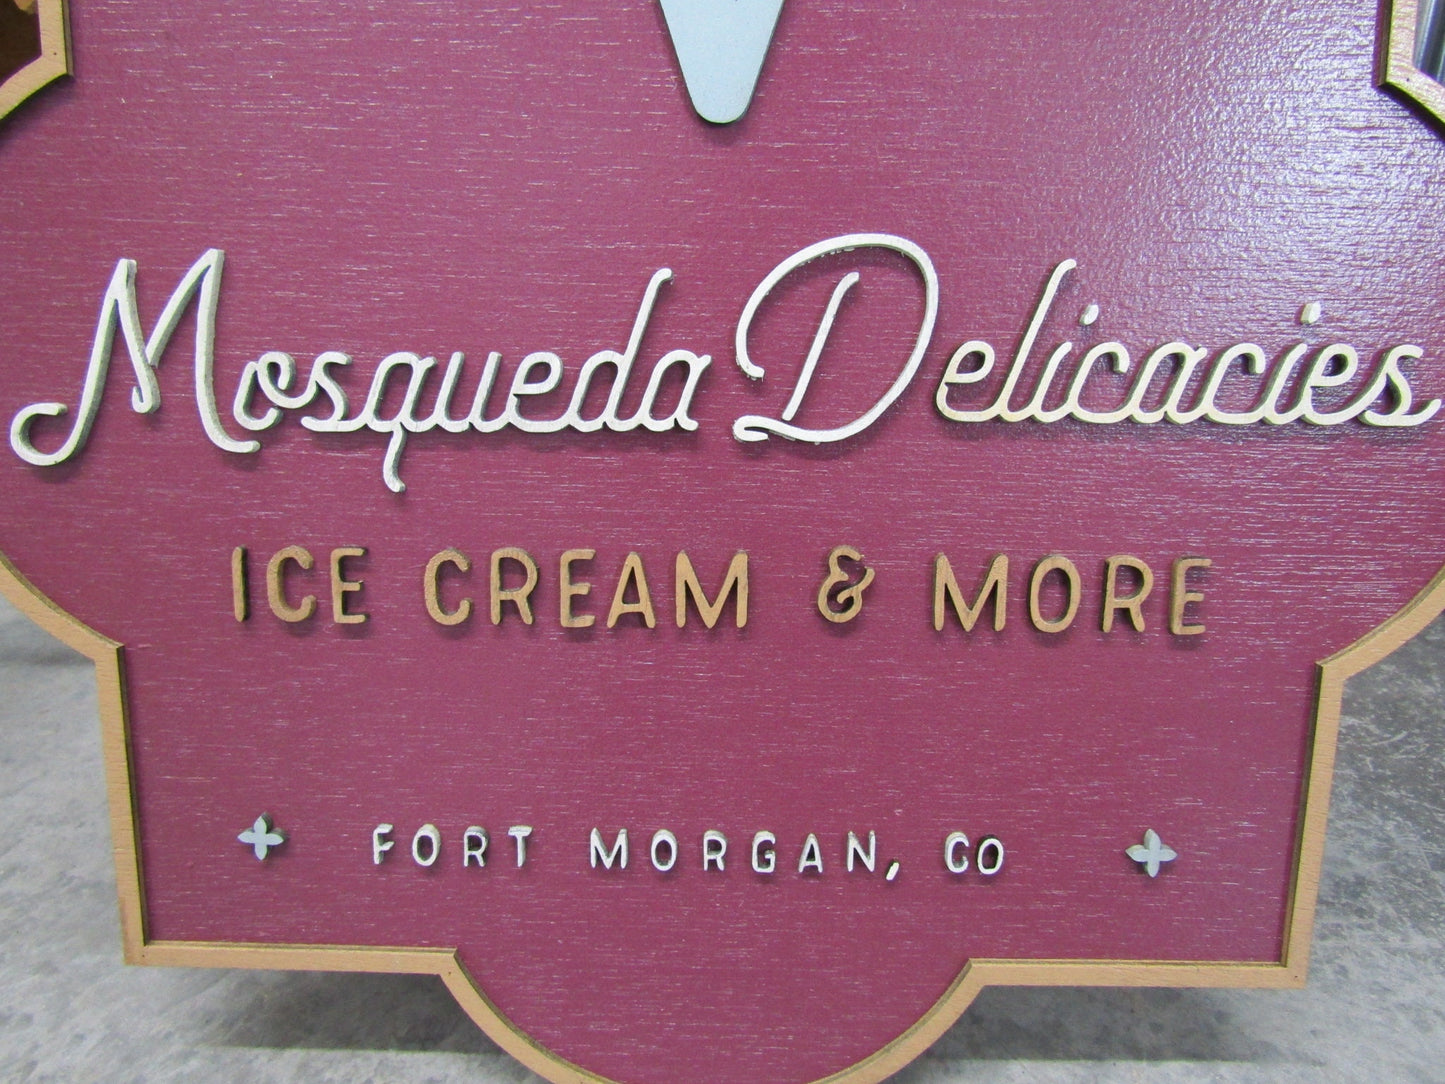 Mosqueda Delicacies
ICE CREAM & MORE
FORT MORGAN, CO